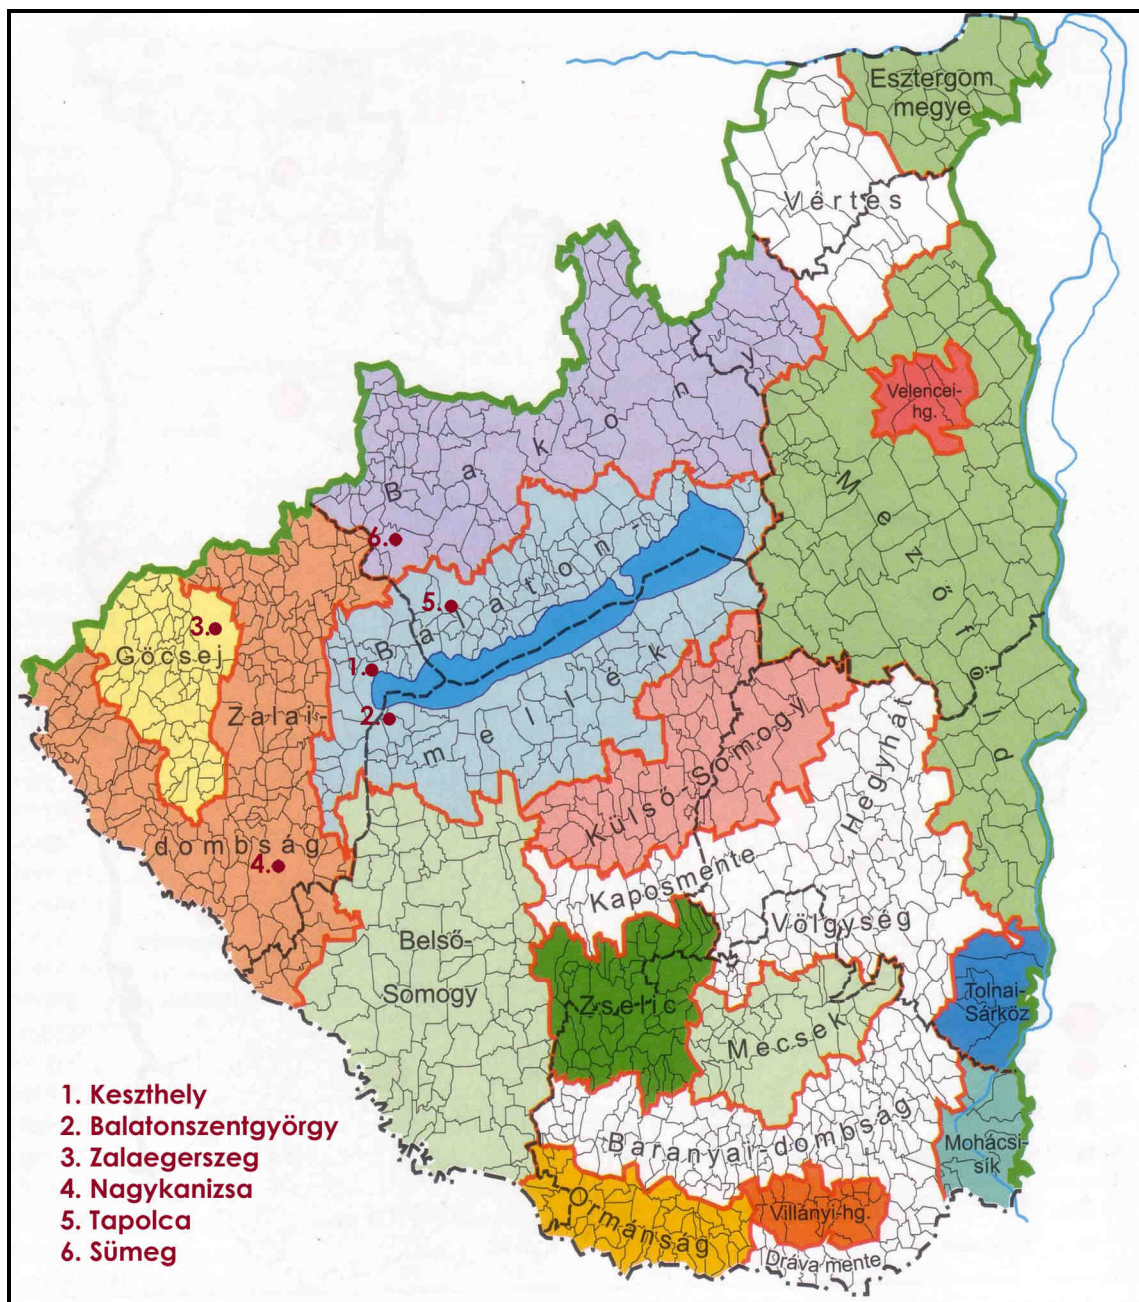 Esztergom
megye
Vértes
Velencei-
hg.
Bakony
Mezőföld
6.
5.
Balaton-
mellék
3.
Göcsej
1.
2.
Zalai-
dombság
4.
Külső-Somogy
Hegyhát
Kaposmente
Völgység
Belső-
Somogy
Zselic
Mecsek
Tolnai-
Sárköz
Baranyai-dombság
Mohácsi-
sík
Ormánság
Villányi-hg.
Dráva mente
1. Keszthely
2. Balatonszentgyörgy
3. Zalaegerszeg
4. Nagykanizsa
5. Tapolca
6. Sümeg